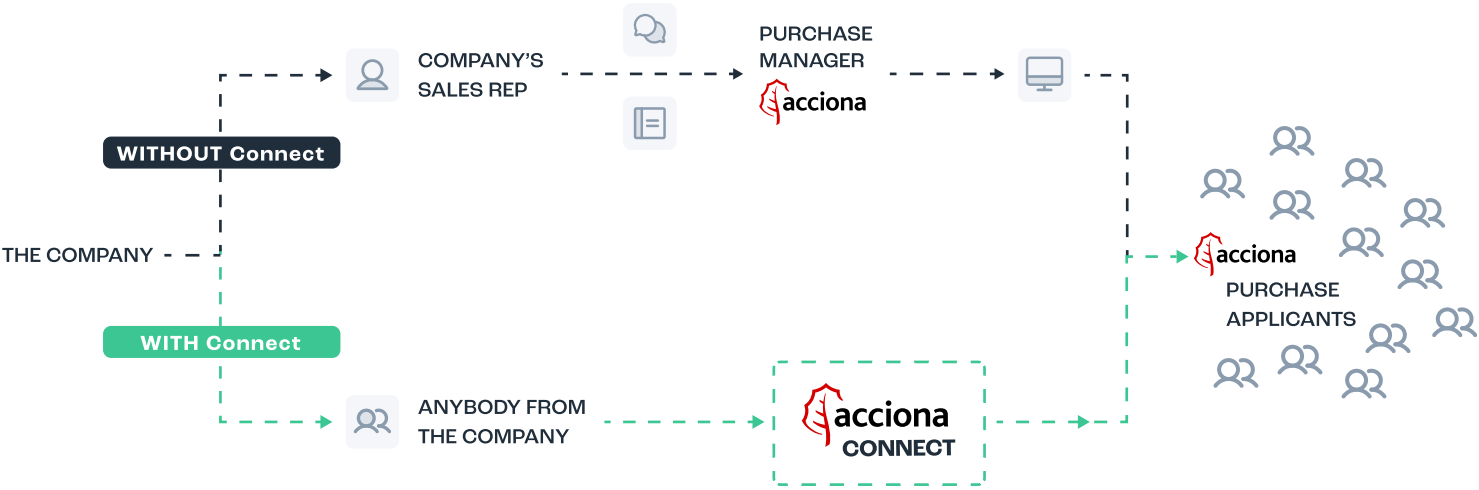 COMPANY’S
SALES REP
PURCHASE
MANAGER
acciona
WITHOUT Connect
THE COMPANY
acciona
PURCHASE
APPLICANTS
WITH Connect
ANYBODY FROM
THE COMPANY
acciona
CONNECT